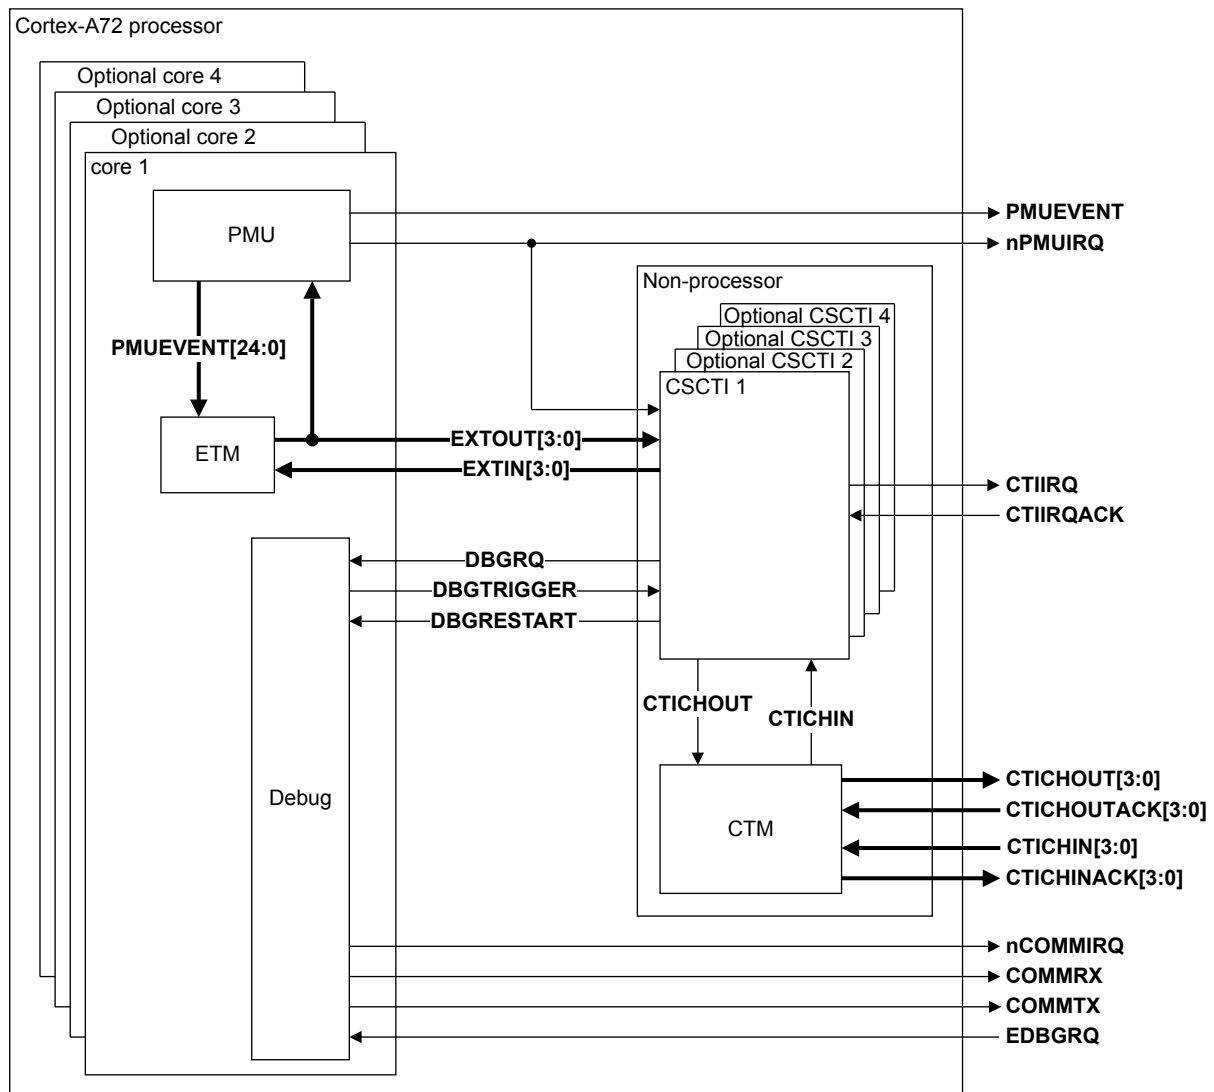 Cortex-A72 processor
Optional core 4
Optional core 3
Optional core 2
core 1
PMU
PMUEVENT
nPMUIRQ
Non-processor
Optional CSCTI 4
Optional CSCTI 3
Optional CSCTI 2
CSCTI 1
PMUEVENT[24:0]
ETM
EXTOUT[3:0]
EXTIN[3:0]
CTIIRQ
CTIIRQACK
DBGRQ
DBGTRIGGER
DBGRESTART
CTICHOUT
CTICHIN
Debug
CTM
CTICHOUT[3:0]
CTICHOUTACK[3:0]
CTICHIN[3:0]
CTICHINACK[3:0]
nCOMMIRQ
COMMRX
COMMTX
EDBGRQ